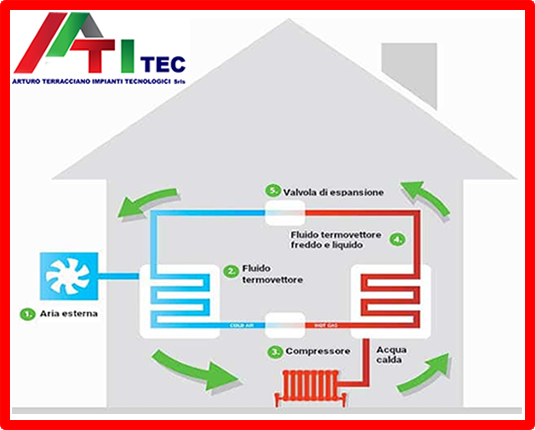 ATI TEC
ARTURO TERRACCIANO IMPIANTI TECNOLOGICI Srls
5. Valvola di espansione
Fluido termovettore
freddo e liquido
4.
2. Fluido
termovettore
1. Aria esterna
COLD AIR
HOT GAS
3. Compressore
Acqua
calda